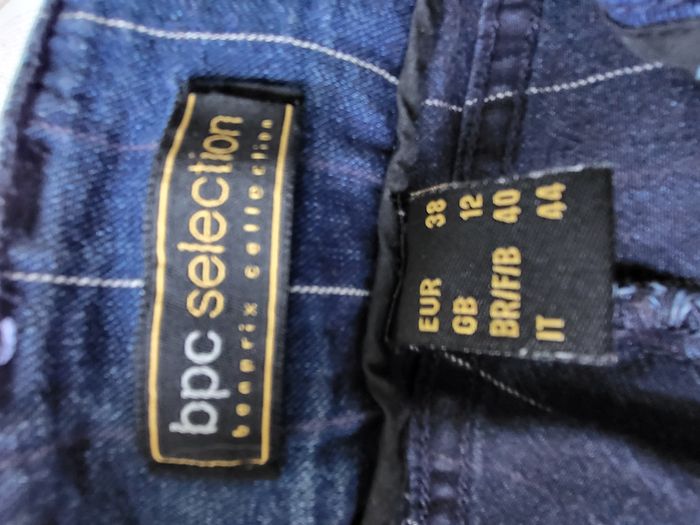 bpc selection
bonprix collection
EUR 38
GB 12
BR/F/B 40
IT 44